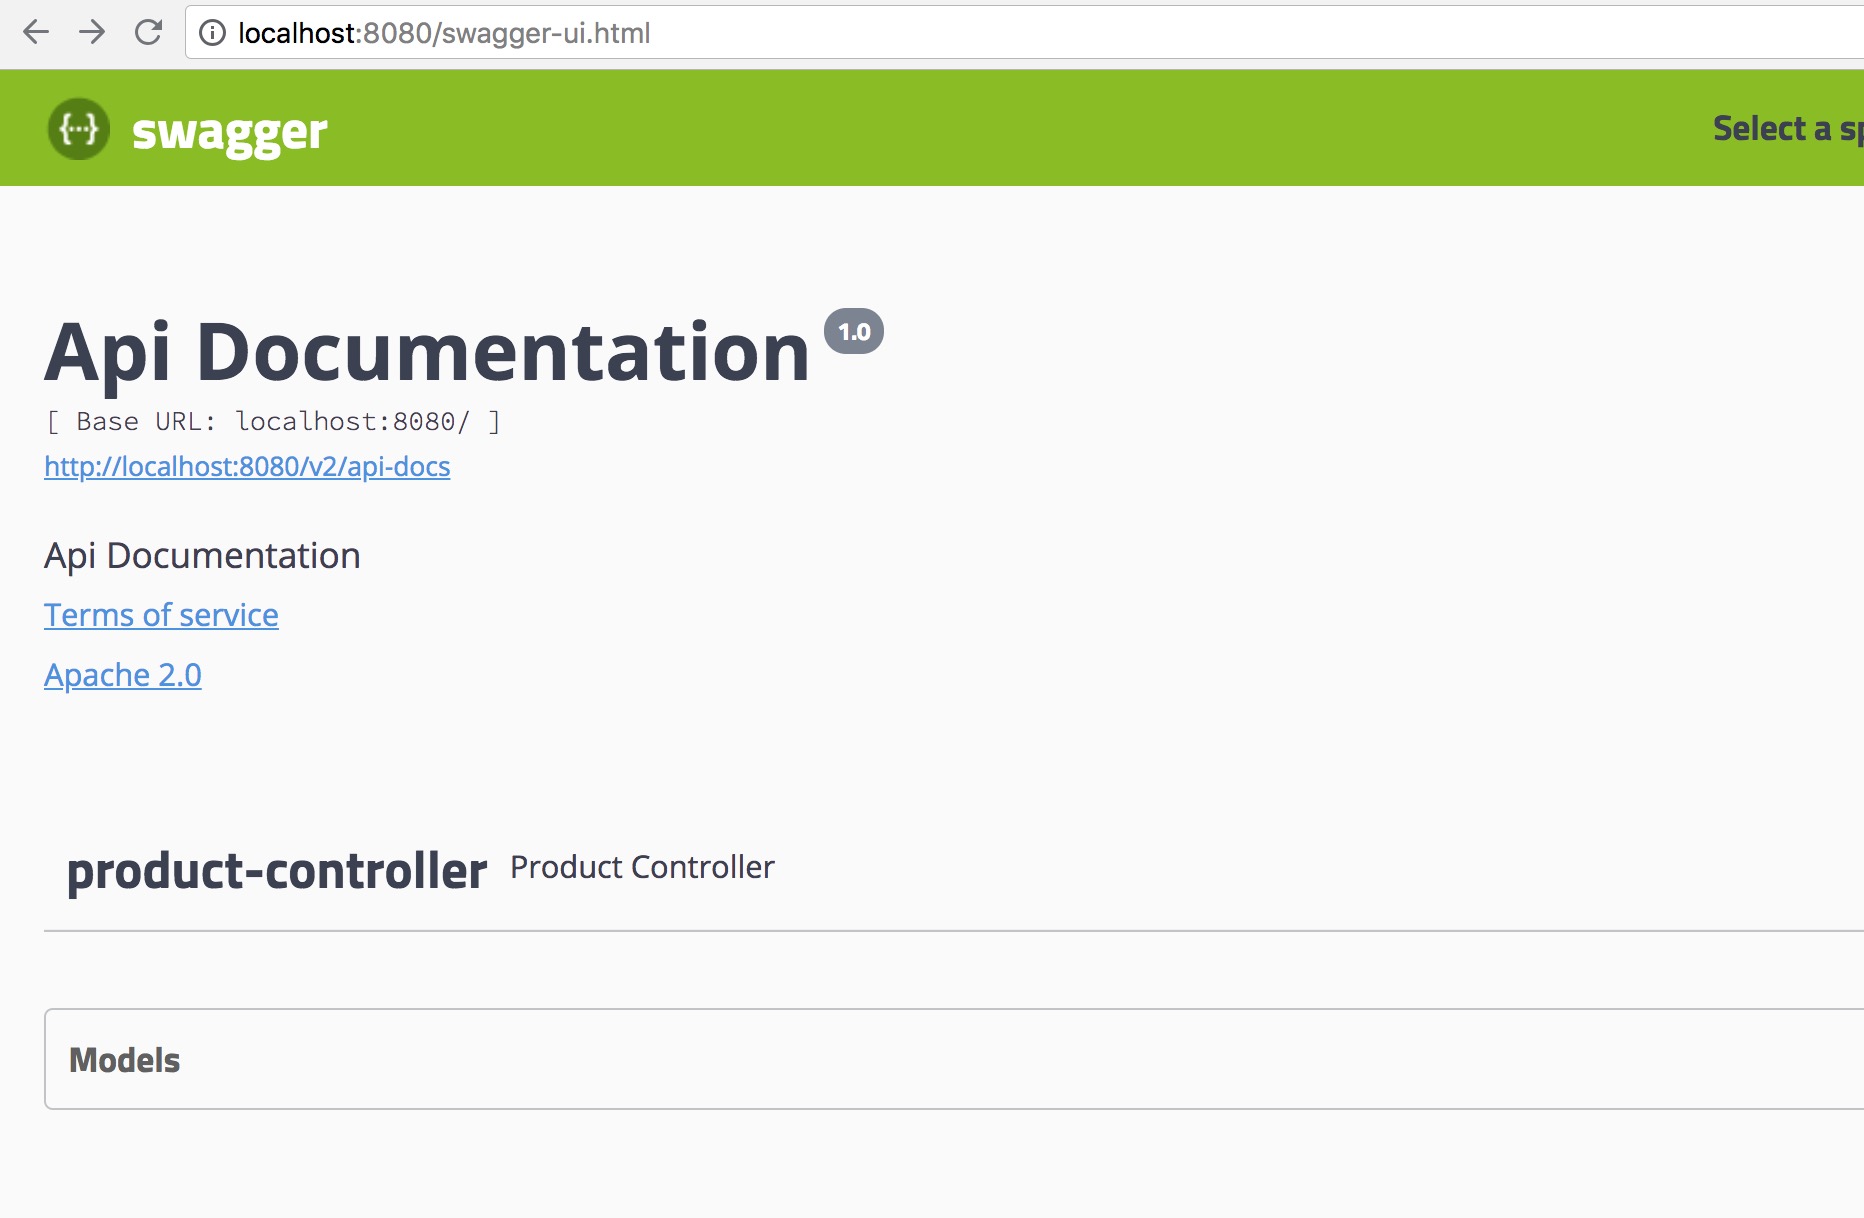 localhost:8080/swagger-ui.html
{···} swagger
Select a sp
Api Documentation 1.0
[ Base URL: localhost:8080/ ]
http://localhost:8080/v2/api-docs
Api Documentation
Terms of service
Apache 2.0
product-controller Product Controller
Models